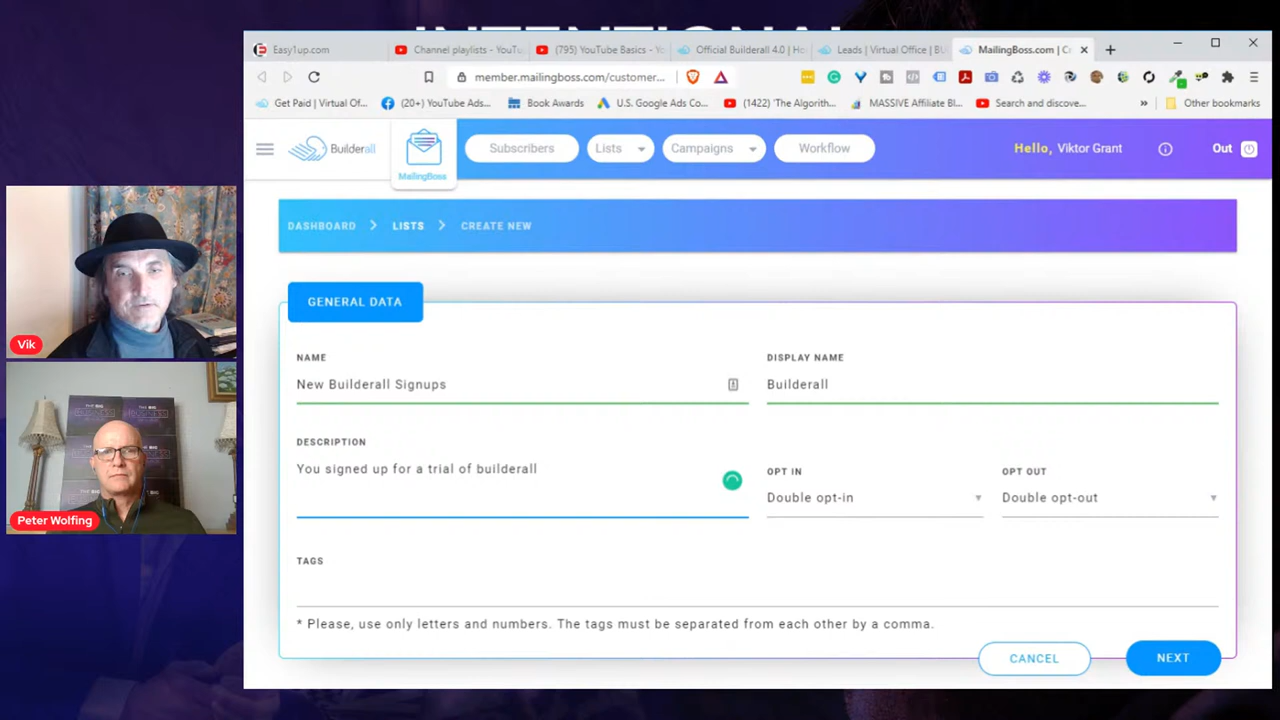 INTENTIONAL
Easy1up.com
Channel playlists - YouTu
(795) YouTube Basics - Yo
Official Builderall 4.0 | Ho
Leads | Virtual Office | BU
MailingBoss.com | C
member.mailingboss.com/customer...
Get Paid | Virtual Of...
(20+) YouTube Ads...
Book Awards
U.S. Google Ads Co...
(1422) 'The Algorith...
MASSIVE Affiliate Bl...
Search and discove...
Other bookmarks
Builderall
MailingBoss
Subscribers
Lists
Campaigns
Workflow
Hello, Viktor Grant
Out
DASHBOARD > LISTS > CREATE NEW
GENERAL DATA
NAME
New Builderall Signups
DISPLAY NAME
Builderall
DESCRIPTION
You signed up for a trial of builderall
OPT IN
Double opt-in
OPT OUT
Double opt-out
TAGS
* Please, use only letters and numbers. The tags must be separated from each other by a comma.
CANCEL
NEXT
Vik
THE BIG
BUSINESS
Peter Wolfing